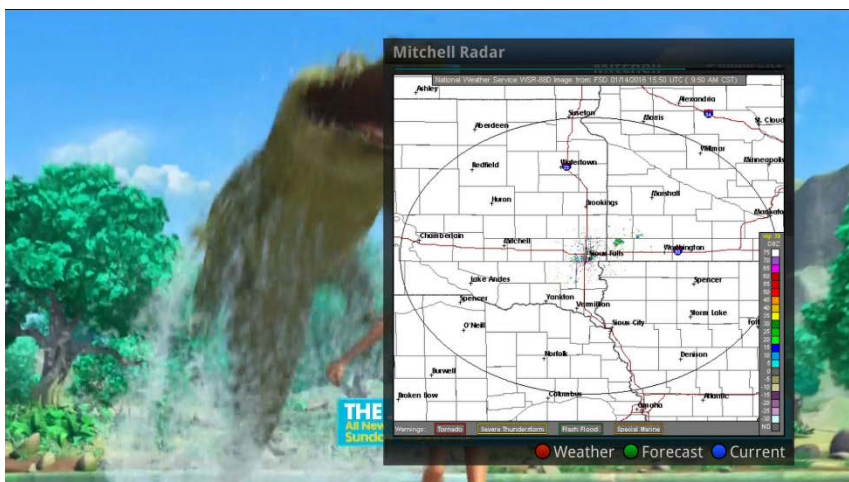 Mitchell Radar
National Weather Service WSR-88D Image from: FSD 01/14/2016 15:50 UTC ( 9:50 AM CST)
Ashley
Alexandria
Sisseton
Morris
St. Cloud
Aberdeen
Willmar
Minneapolis
Redfield
Watertown
Huron
Brookings
Marshall
Mankato
Chamberlain
Mitchell
Sioux Falls
Worthington
DBZ
75
70
65
60
55
50
45
40
35
30
25
20
15
10
5
0
-5
-10
-15
-20
-25
-30
ND
Lake Andes
Spencer
Spencer
Yankton
Vermillion
Storm Lake
O'Neill
Sioux City
Norfolk
Denison
Burwell
Broken Bow
Columbus
Atlantic
Omaha
THE
All New
Sunda
Warnings: Tornado Severe Thunderstorm Flash Flood Special Marine
Weather Forecast Current